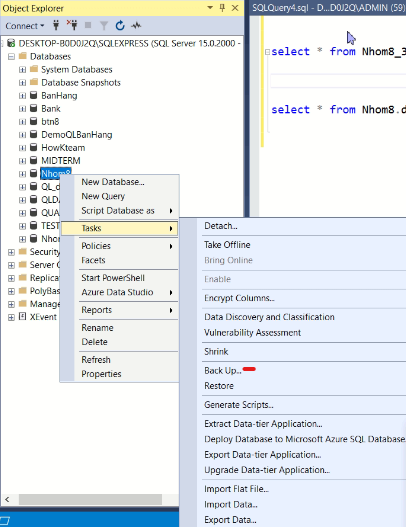 Object Explorer
SQLQuery4.sql - D...D0J2Q\ADMIN (59)
Connect
DESKTOP-B0D0J2Q\SQLEXPRESS (SQL Server 15.0.2000 -
Databases
System Databases
Database Snapshots
BanHang
Bank
btn8
DemoQLBanHang
HowKteam
MIDTERM
Nhom8
QL_d
QLDA
QUA
TEST
Nhor
Security
Server O
Replicat
PolyBas
Manage
XEvent
select * from Nhom8_3
select * from Nhom8.d
New Database...
New Query
Script Database as
Tasks
Policies
Facets
Start PowerShell
Azure Data Studio
Reports
Rename
Delete
Refresh
Properties
Detach...
Take Offline
Bring Online
Enable
Encrypt Columns...
Data Discovery and Classification
Vulnerability Assessment
Shrink
Back Up...
Restore
Generate Scripts...
Extract Data-tier Application...
Deploy Database to Microsoft Azure SQL Database.
Export Data-tier Application...
Upgrade Data-tier Application...
Import Flat File...
Import Data...
Export Data...